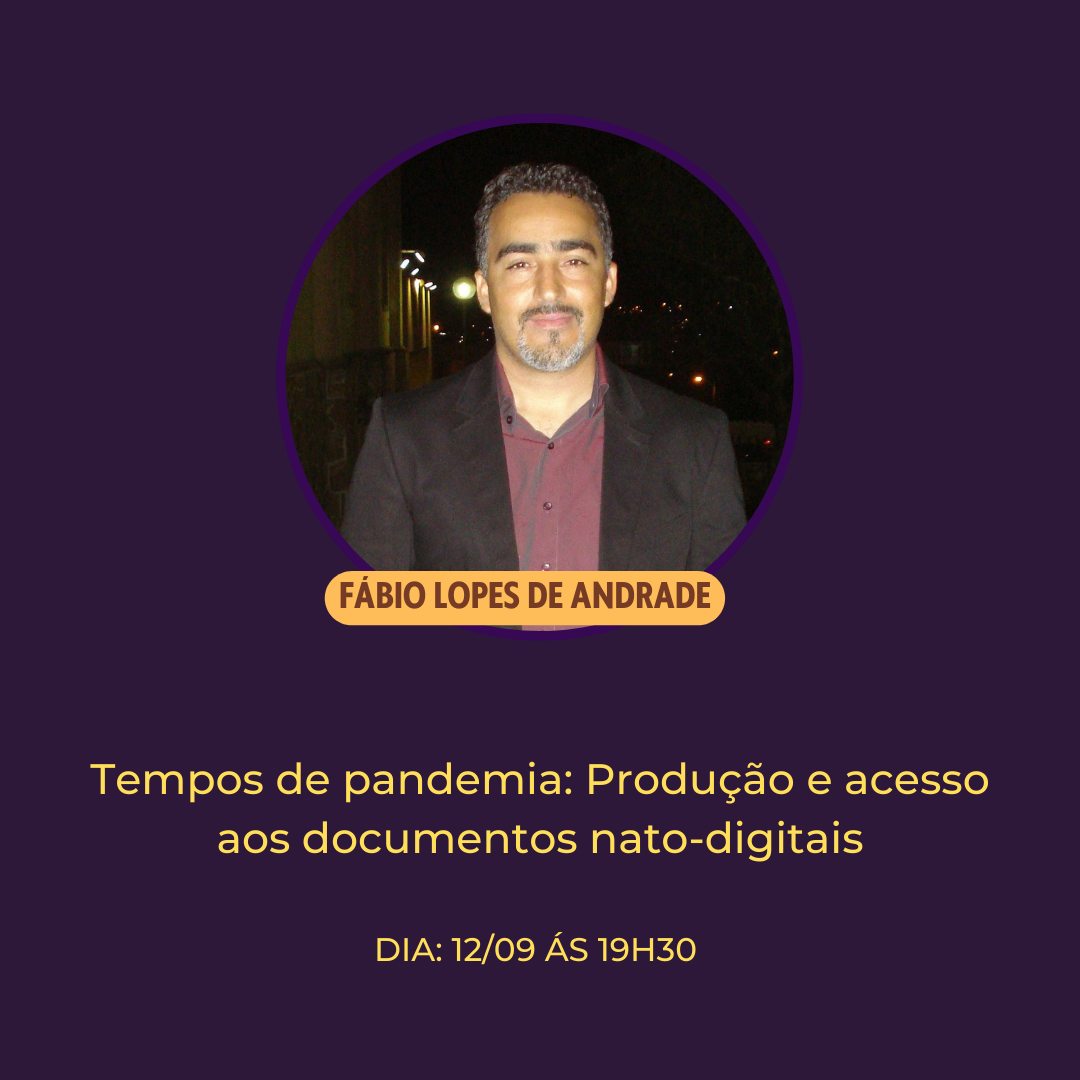 FÁBIO LOPES DE ANDRADE
Tempos de pandemia: Produção e acesso
aos documentos nato-digitais
DIA: 12/09 ÁS 19H30